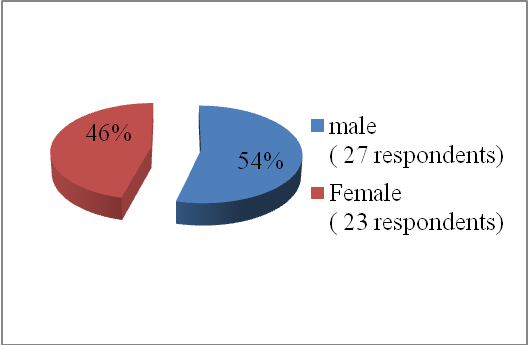 46%
54%
male
( 27 respondents)
Female
( 23 respondents)